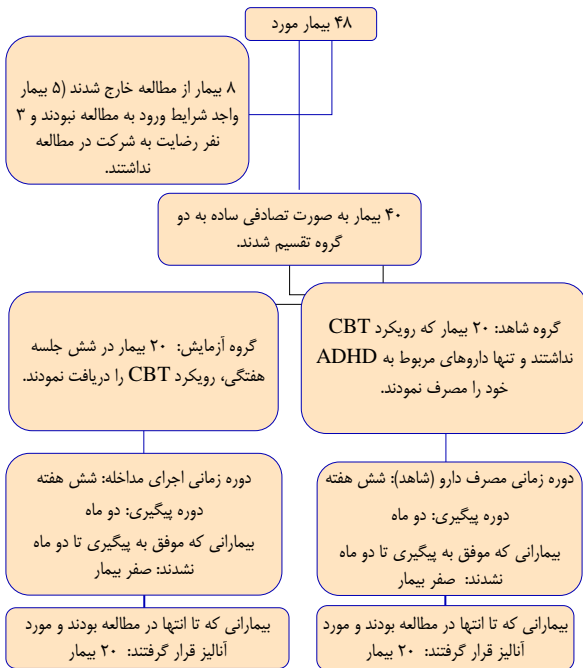 ۴۸ بیمار مورد
۸ بیمار از مطالعه خارج شدند (۵ بیمار
واجد شرایط ورود به مطالعه نبودند و ۳
نفر رضایت به شرکت در مطالعه
نداشتند.
۴۰ بیمار به صورت تصادفی ساده به دو
گروه تقسیم شدند.
گروه شاهد: ۲۰ بیمار که رویکرد CBT
نداشتند و تنها داروهای مربوط به ADHD
خود را مصرف نمودند.
گروه آزمایش: ۲۰ بیمار در شش جلسه
هفتگی، رویکرد CBT را دریافت نمودند.
دوره زمانی مصرف دارو (شاهد): شش هفته
دوره پیگیری: دو ماه
بیمارانی که موفق به پیگیری تا دو ماه
نشدند: صفر بیمار
دوره زمانی اجرای مداخله: شش هفته
دوره پیگیری: دو ماه
بیمارانی که موفق به پیگیری تا دو ماه
نشدند: صفر بیمار
بیمارانی که تا انتها در مطالعه بودند و مورد
آنالیز قرار گرفتند: ۲۰ بیمار
بیمارانی که تا انتها در مطالعه بودند و مورد
آنالیز قرار گرفتند: ۲۰ بیمار